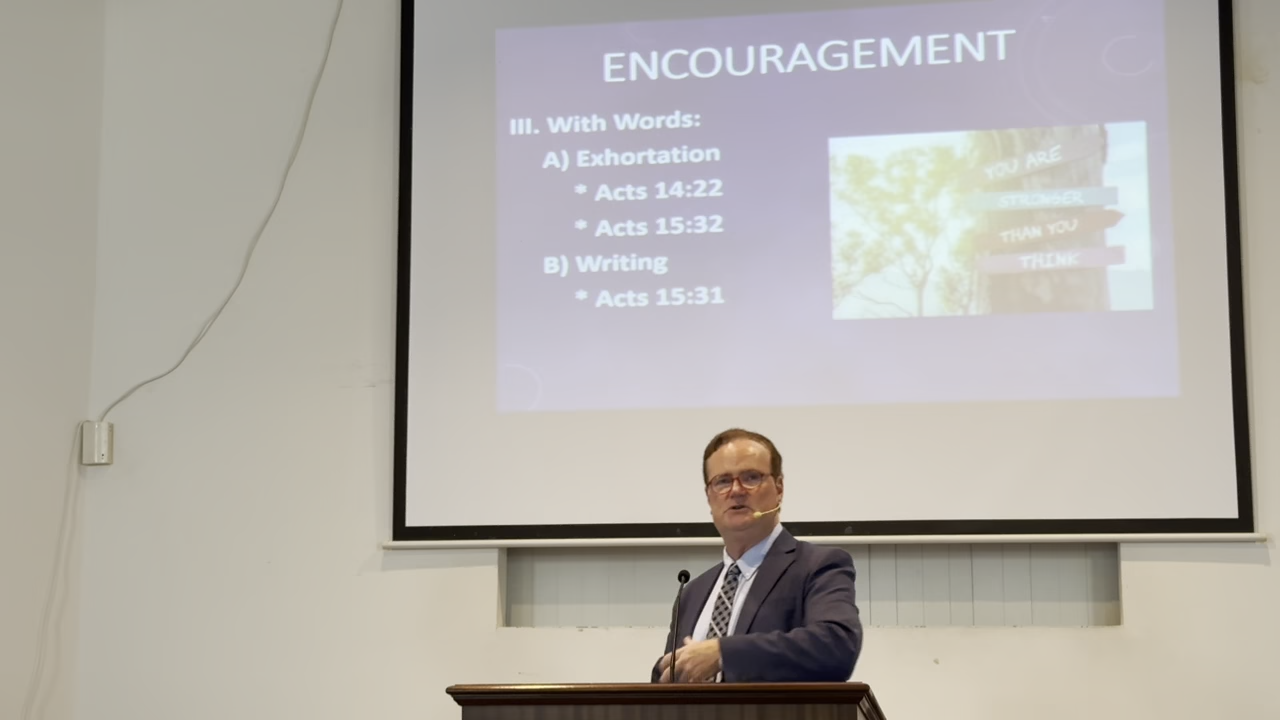 ENCOURAGEMENT
III. With Words:
A) Exhortation
* Acts 14:22
* Acts 15:32
B) Writing
* Acts 15:31
YOU ARE
STRONGER
THAN YOU
THINK